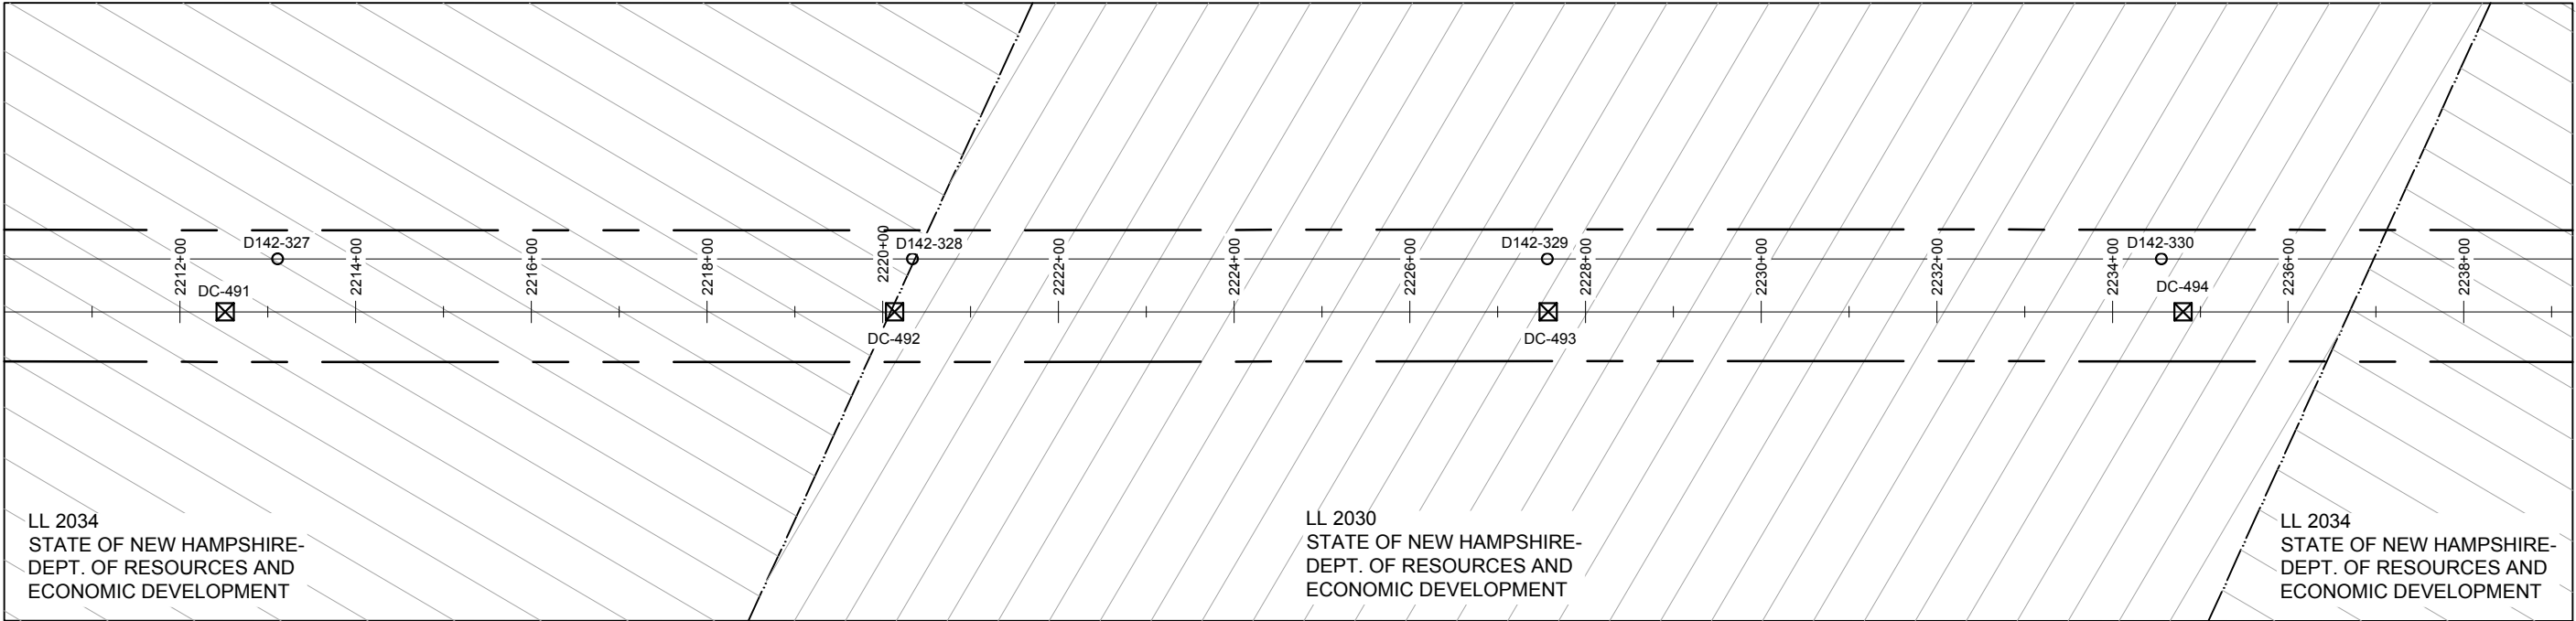 2212+00
D142-327
2214+00
2216+00
2218+00
2220+00
D142-328
2222+00
2224+00
2226+00
D142-329
2228+00
2230+00
2232+00
2234+00
D142-330
2236+00
2238+00
DC-491
DC-492
DC-493
DC-494
LL 2034
STATE OF NEW HAMPSHIRE-
DEPT. OF RESOURCES AND
ECONOMIC DEVELOPMENT
LL 2030
STATE OF NEW HAMPSHIRE-
DEPT. OF RESOURCES AND
ECONOMIC DEVELOPMENT
LL 2034
STATE OF NEW HAMPSHIRE-
DEPT. OF RESOURCES AND
ECONOMIC DEVELOPMENT